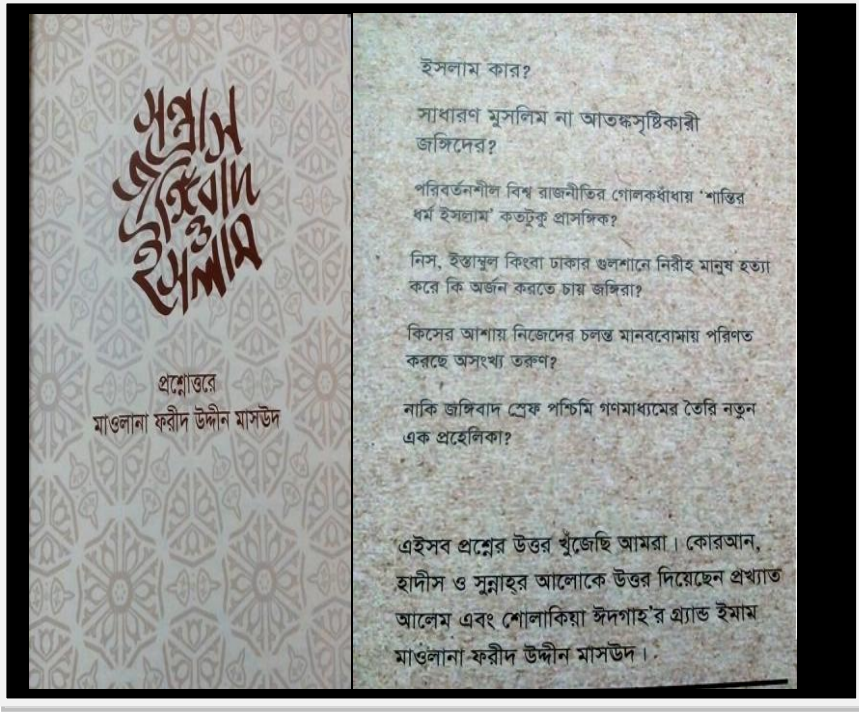 সন্ত্রাস
জঙ্গিবাদ
ও
ইসলাম
প্রশ্নোত্তরে
মাওলানা ফরীদ উদ্দীন মাসউদ
ইসলাম কার?
সাধারণ মুসলিম না আতঙ্কসৃষ্টিকারী
জঙ্গিদের?
পরিবর্তনশীল বিশ্ব রাজনীতির গোলকধাঁধায় ‘শান্তির
ধর্ম ইসলাম’ কতটুকু প্রাসঙ্গিক?
নিস, ইস্তাম্বুল কিংবা ঢাকার গুলশানে নিরীহ মানুষ হত্যা
করে কি অর্জন করতে চায় জঙ্গিরা?
কিসের আশায় নিজেদের চলন্ত মানববোমায় পরিণত
করছে অসংখ্য তরুণ?
নাকি জঙ্গিবাদ স্রেফ পশ্চিমি গণমাধ্যমের তৈরি নতুন
এক প্রহেলিকা?
এইসব প্রশ্নের উত্তর খুঁজেছি আমরা। কোরআন,
হাদীস ও সুন্নাহর আলোকে উত্তর দিয়েছেন প্রখ্যাত
আলেম এবং শোলাকিয়া ঈদগাহ’র গ্র্যান্ড ইমাম
মাওলানা ফরীদ উদ্দীন মাসউদ।